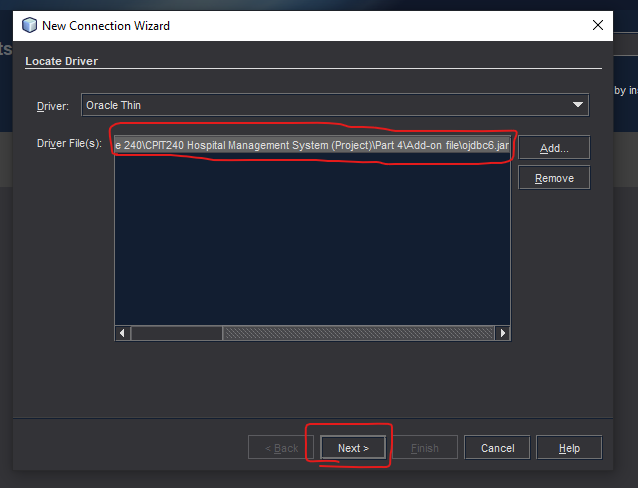 New Connection Wizard
ts
Locate Driver
by in
Driver: Oracle Thin
Driver File(s): e 240\CPIT240 Hospital Management System (Project)\Part 4\Add-on file\ojdbc6.jar
Add...
Remove
< Back Next > Finish Cancel Help